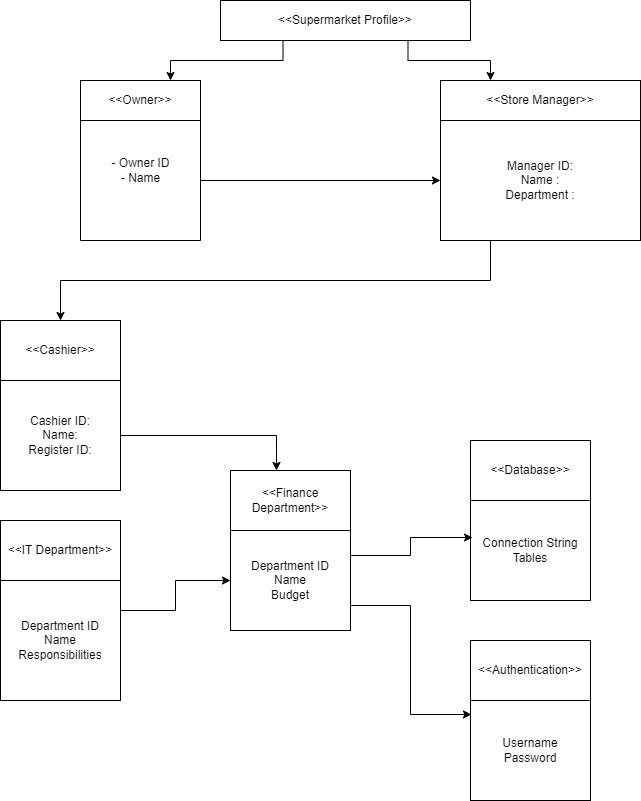 <<Supermarket Profile>>
<<Owner>>
- Owner ID
- Name
<<Store Manager>>
Manager ID:
Name :
Department :
<<Cashier>>
Cashier ID:
Name:
Register ID:
<<Finance
Department>>
Department ID
Name
Budget
<<Database>>
Connection String
Tables
<<IT Department>>
Department ID
Name
Responsibilities
<<Authentication>>
Username
Password